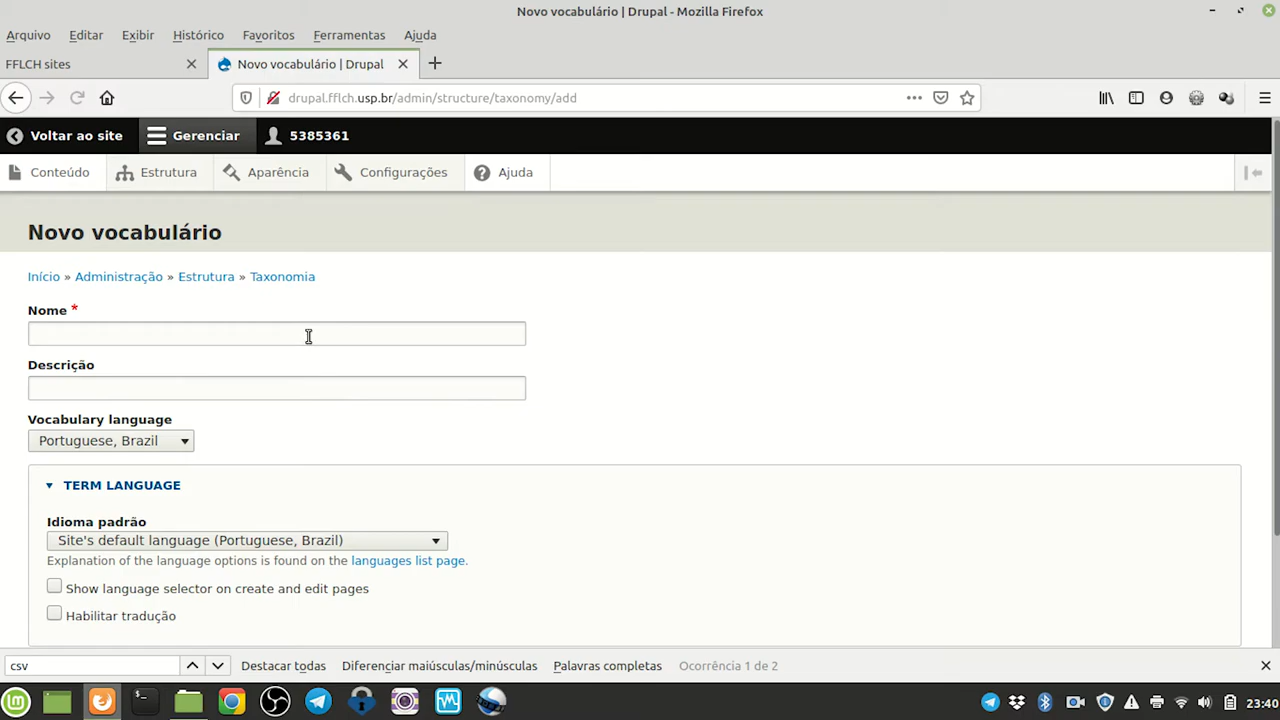 Novo vocabulário | Drupal - Mozilla Firefox
Arquivo Editar Exibir Histórico Favoritos Ferramentas Ajuda
FFLCH sites Novo vocabulário | Drupal
drupal.fflch.usp.br/admin/structure/taxonomy/add
Voltar ao site Gerenciar 5385361
Conteúdo Estrutura Aparência Configurações Ajuda
Novo vocabulário
Início » Administração » Estrutura » Taxonomia
Nome *
Descrição
Vocabulary language
Portuguese, Brazil
TERM LANGUAGE
Idioma padrão
Site's default language (Portuguese, Brazil)
Explanation of the language options is found on the languages list page.
Show language selector on create and edit pages
Habilitar tradução
csv Destacar todas Diferenciar maiúsculas/minúsculas Palavras completas Ocorrência 1 de 2
23:40